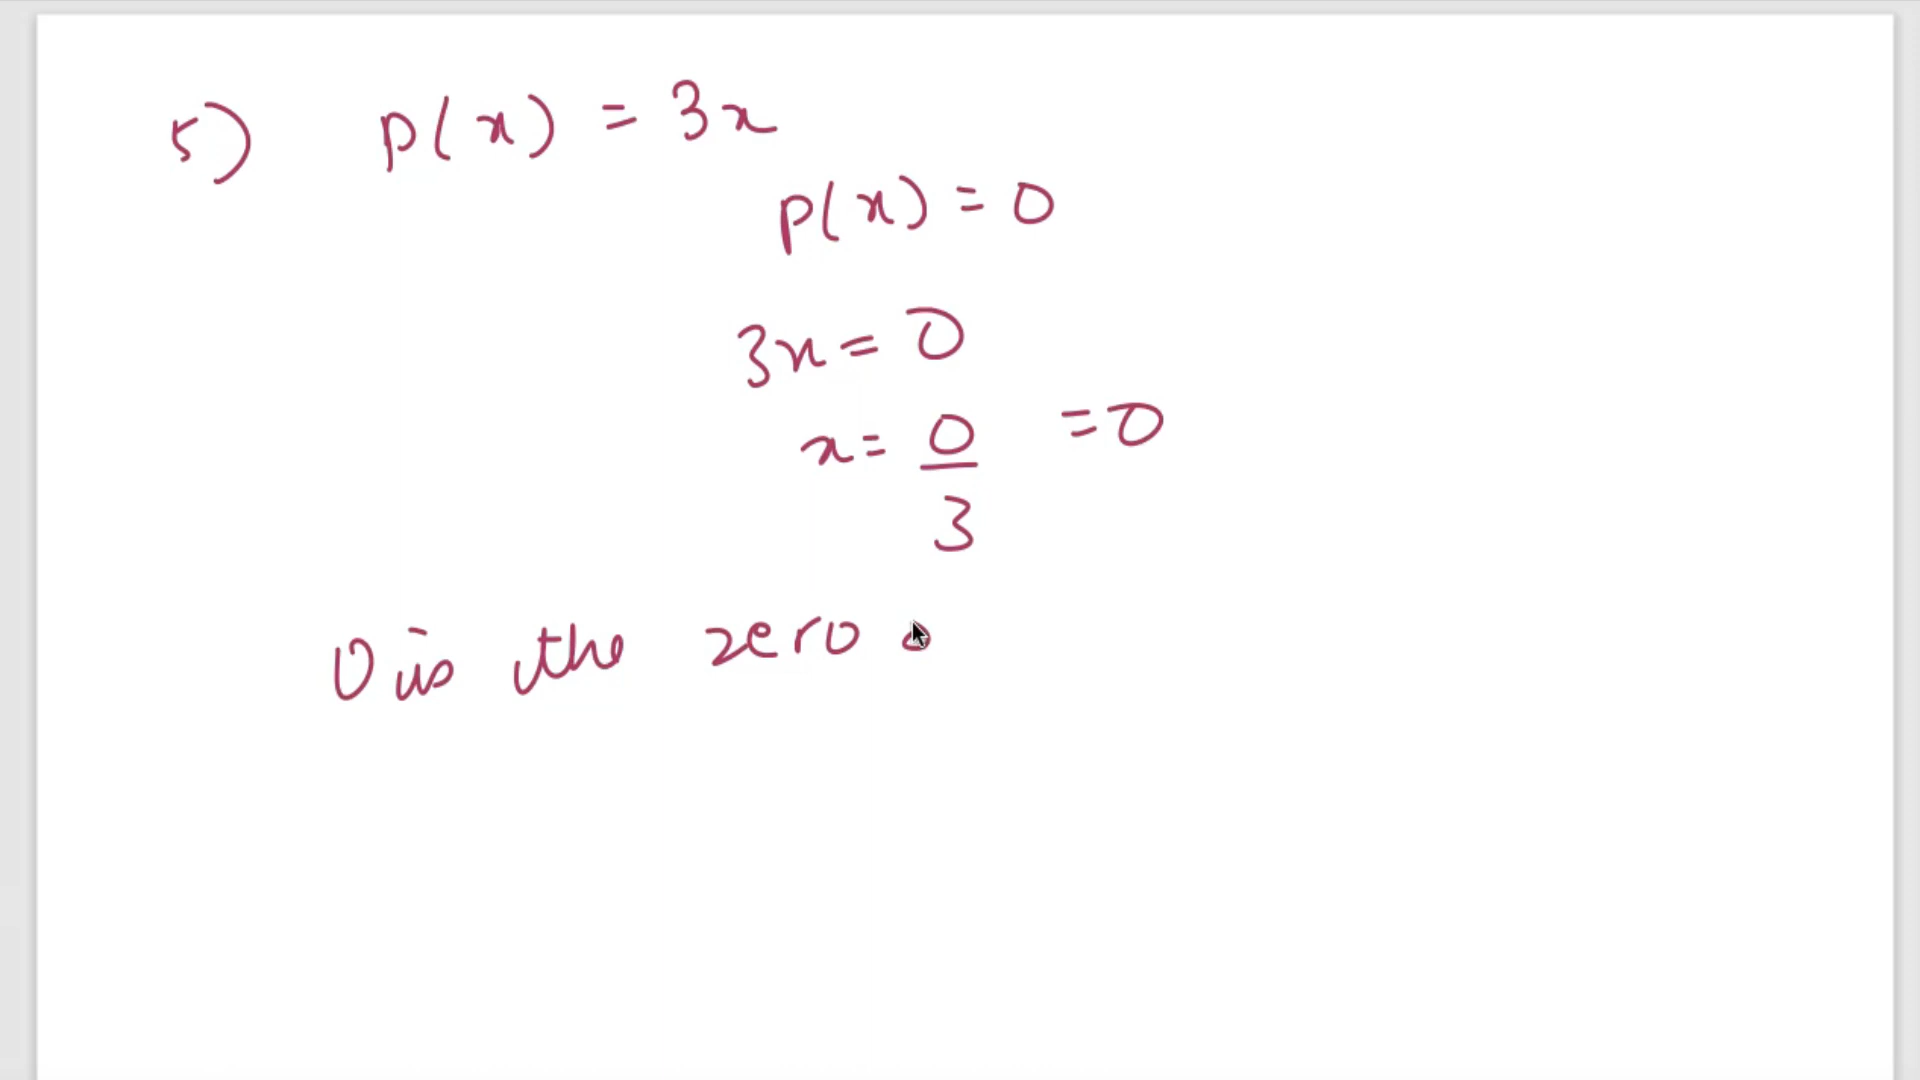 5) p(x) = 3x
p(x) = 0
3x = 0
x = 0/3 = 0
0 is the zero o